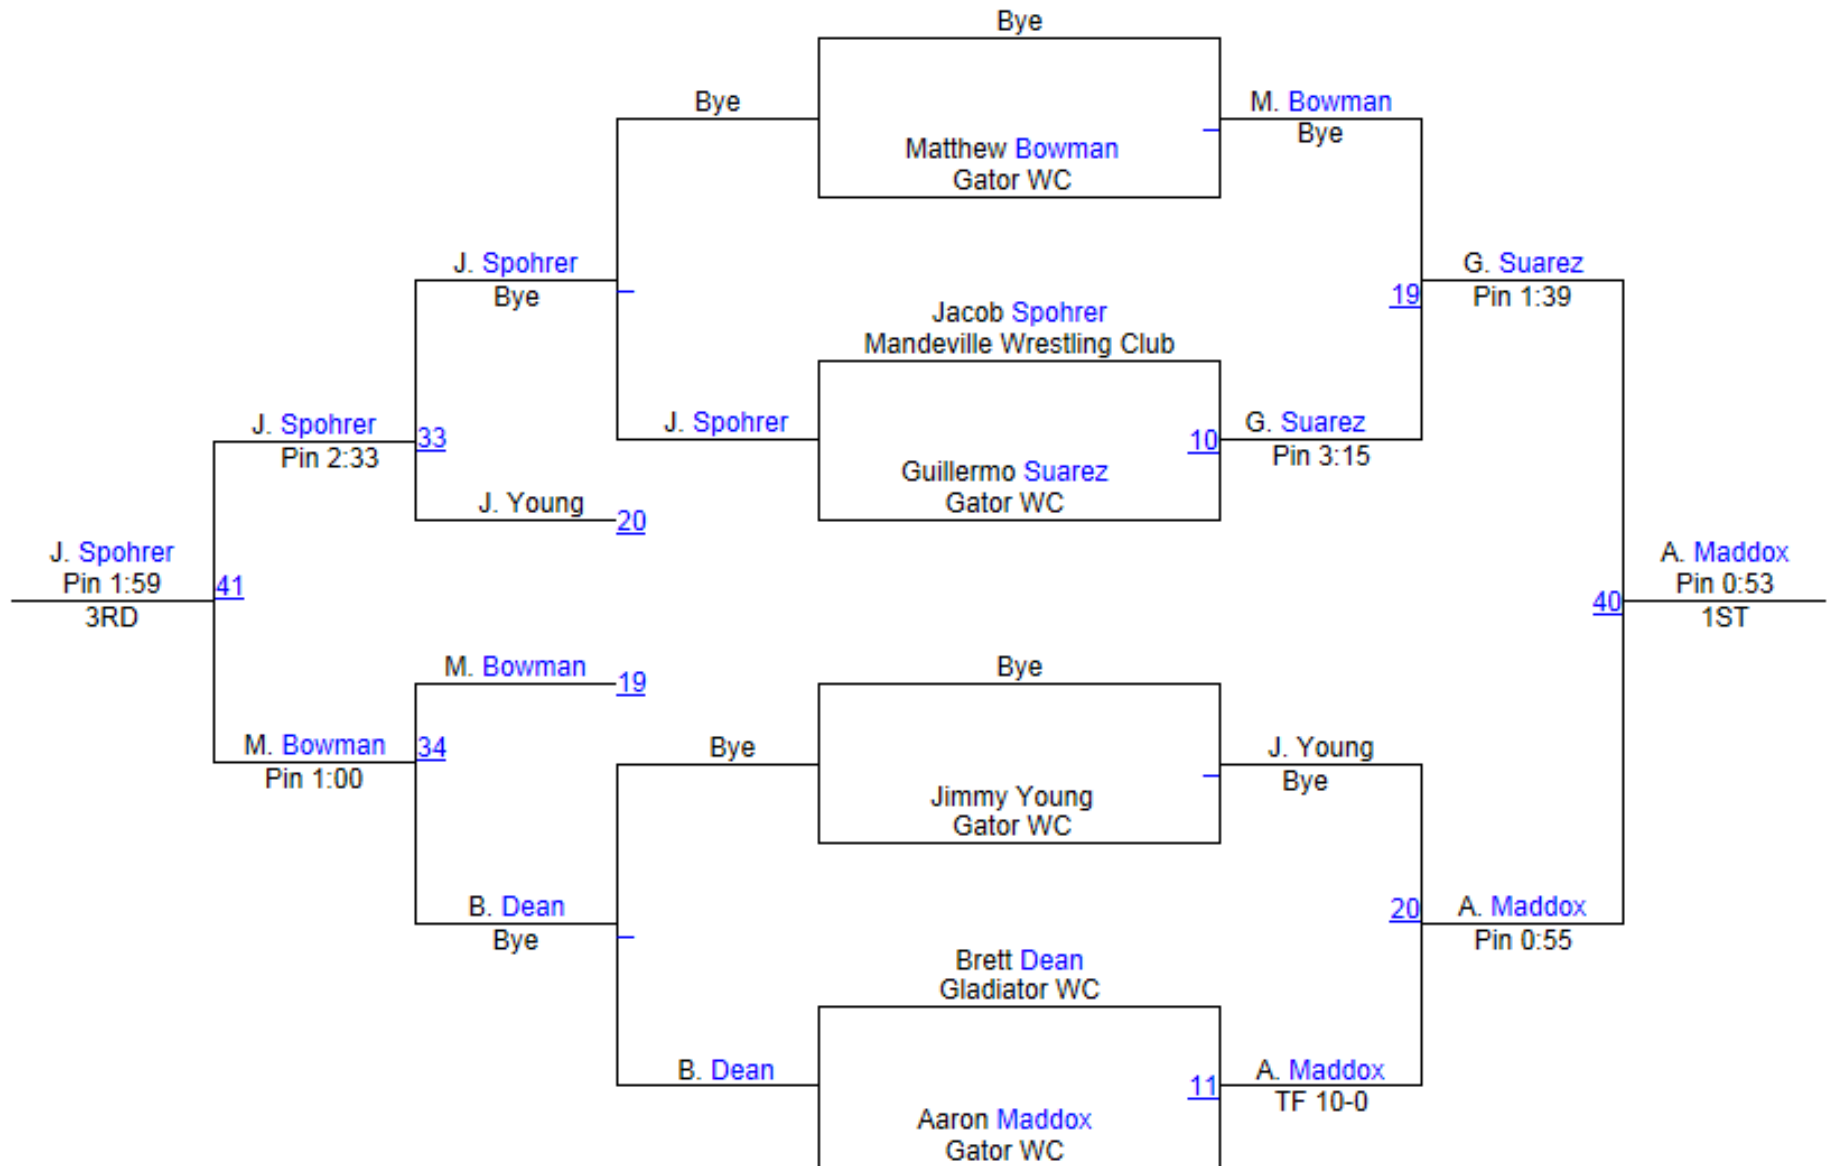 Bye
Bye
M. Bowman
Bye
Matthew Bowman
Gator WC
J. Spohrer
Bye
G. Suarez
Pin 1:39
19
Jacob Spohrer
Mandeville Wrestling Club
J. Spohrer
Pin 2:33
33
J. Spohrer
10
G. Suarez
Pin 3:15
Guillermo Suarez
Gator WC
J. Young
20
J. Spohrer
Pin 1:59
3RD
41
A. Maddox
Pin 0:53
1ST
40
M. Bowman
19
Bye
M. Bowman
Pin 1:00
34
Bye
J. Young
Bye
Jimmy Young
Gator WC
B. Dean
Bye
20
A. Maddox
Pin 0:55
Brett Dean
Gladiator WC
B. Dean
11
A. Maddox
TF 10-0
Aaron Maddox
Gator WC